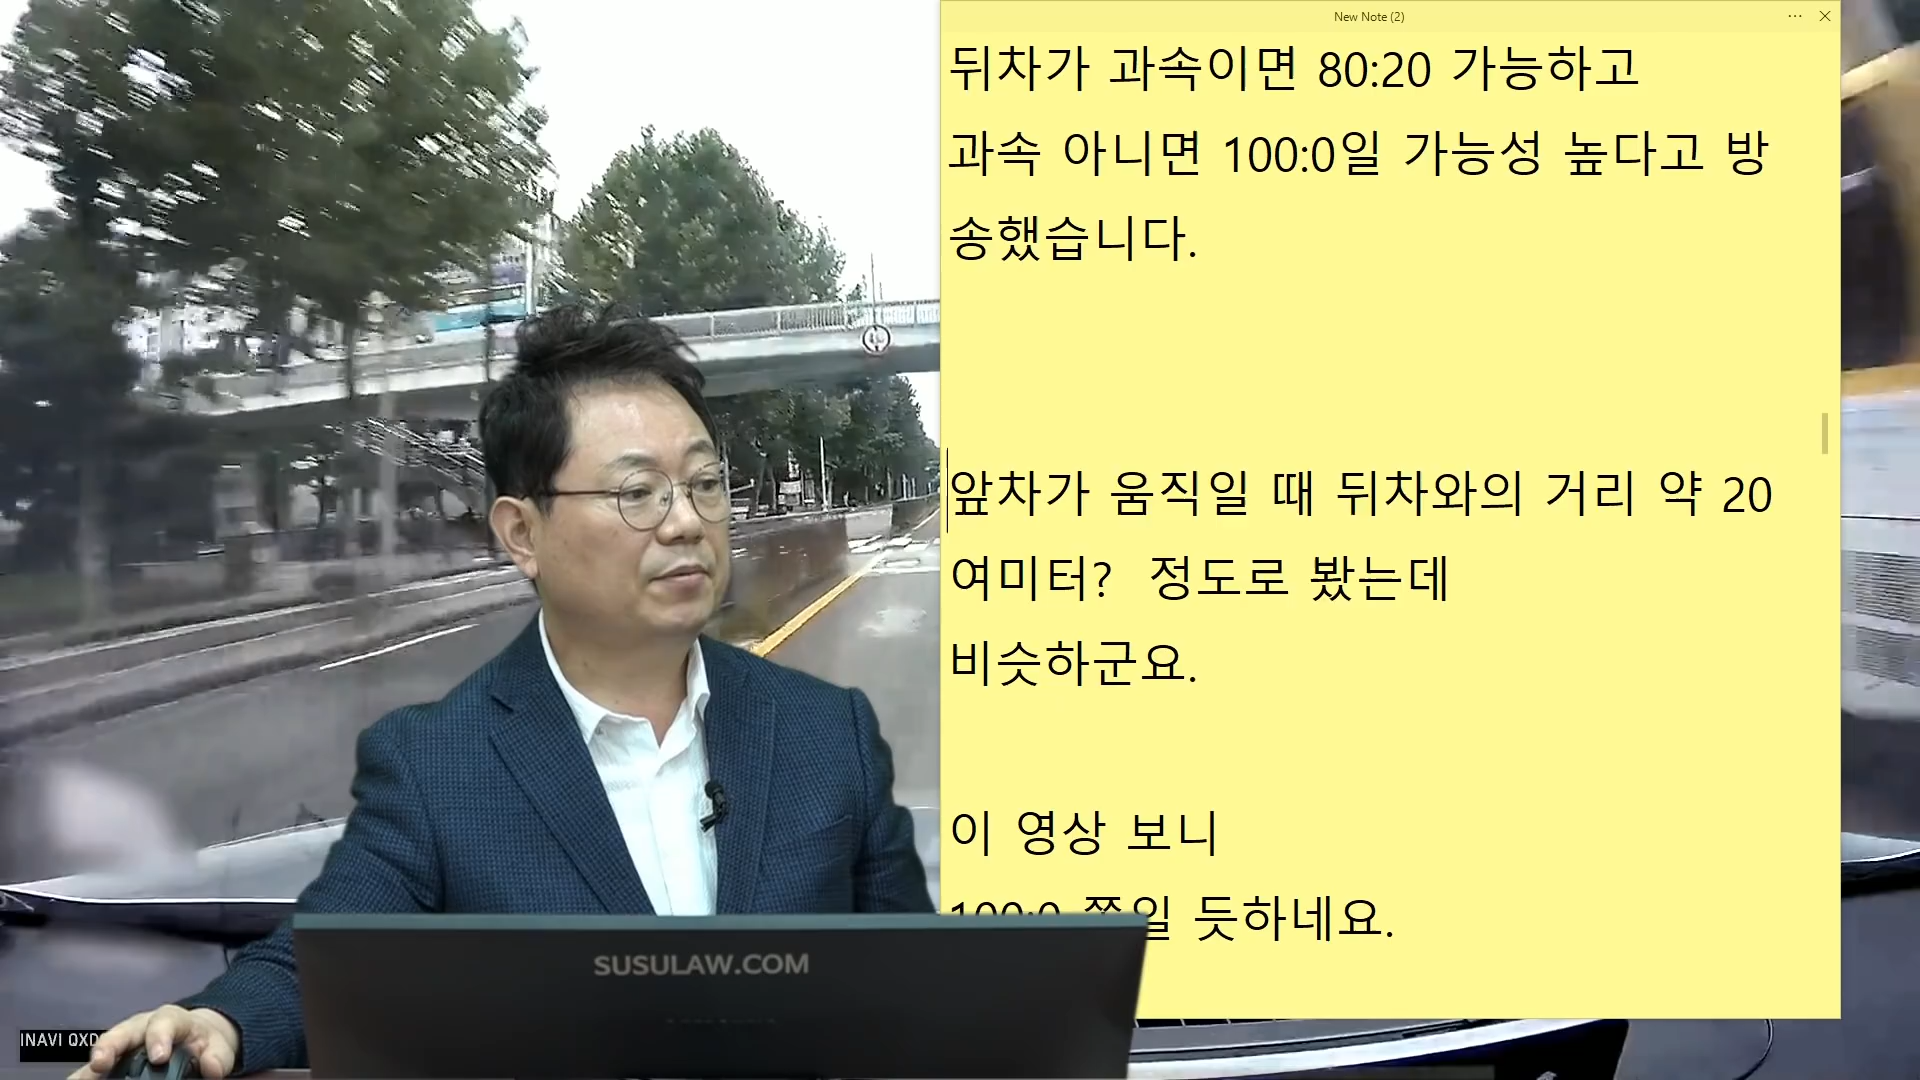 New Note (2)
뒤차가 과속이면 80:20 가능하고
과속 아니면 100:0일 가능성 높다고 방
송했습니다.
앞차가 움직일 때 뒤차와의 거리 약 20
여미터? 정도로 봤는데
비슷하군요.
이 영상 보니
100:0 쪽일 듯하네요.
SUSULAW.COM
INAVI